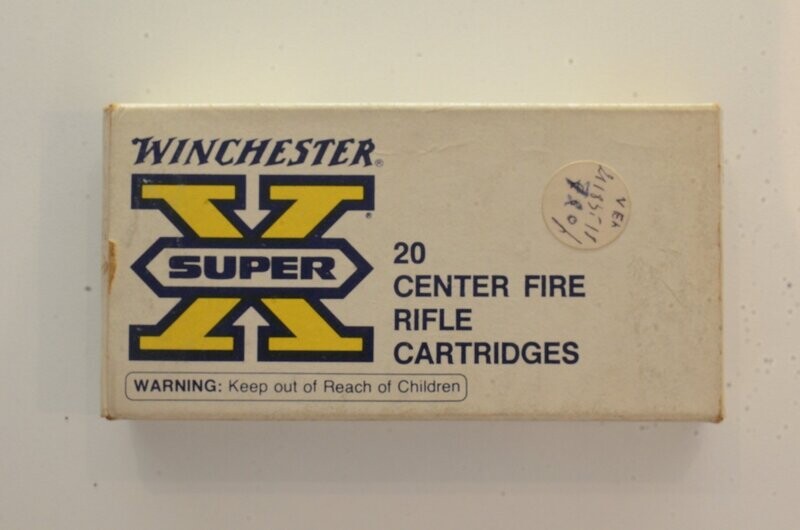 WINCHESTER®
SUPER X®
20
CENTER FIRE
RIFLE
CARTRIDGES
WARNING: Keep out of Reach of Children